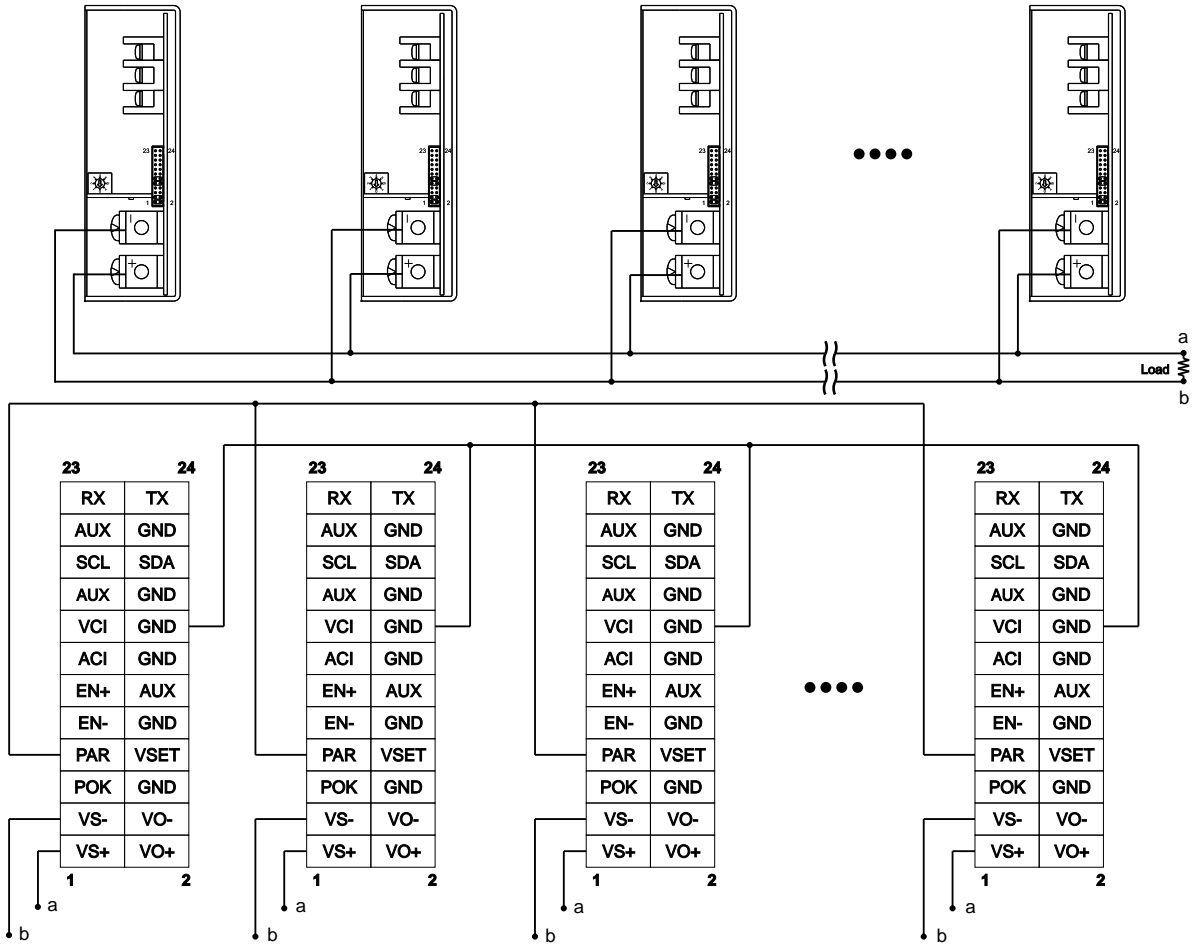 23 24 23 24 23 24 23 24
1 2 1 2 1 2 1 2
- - - -
+ + + +
a
Load
b
23 24 23 24 23 24 23 24
RX TX RX TX RX TX RX TX
AUX GND AUX GND AUX GND AUX GND
SCL SDA SCL SDA SCL SDA SCL SDA
AUX GND AUX GND AUX GND AUX GND
VCI GND VCI GND VCI GND VCI GND
ACI GND ACI GND ACI GND ACI GND
EN+ AUX EN+ AUX EN+ AUX EN+ AUX
EN- GND EN- GND EN- GND EN- GND
PAR VSET PAR VSET PAR VSET PAR VSET
POK GND POK GND POK GND POK GND
VS- VO- VS- VO- VS- VO- VS- VO-
VS+ VO+ VS+ VO+ VS+ VO+ VS+ VO+
1 2 1 2 1 2 1 2
a a a a
b b b b